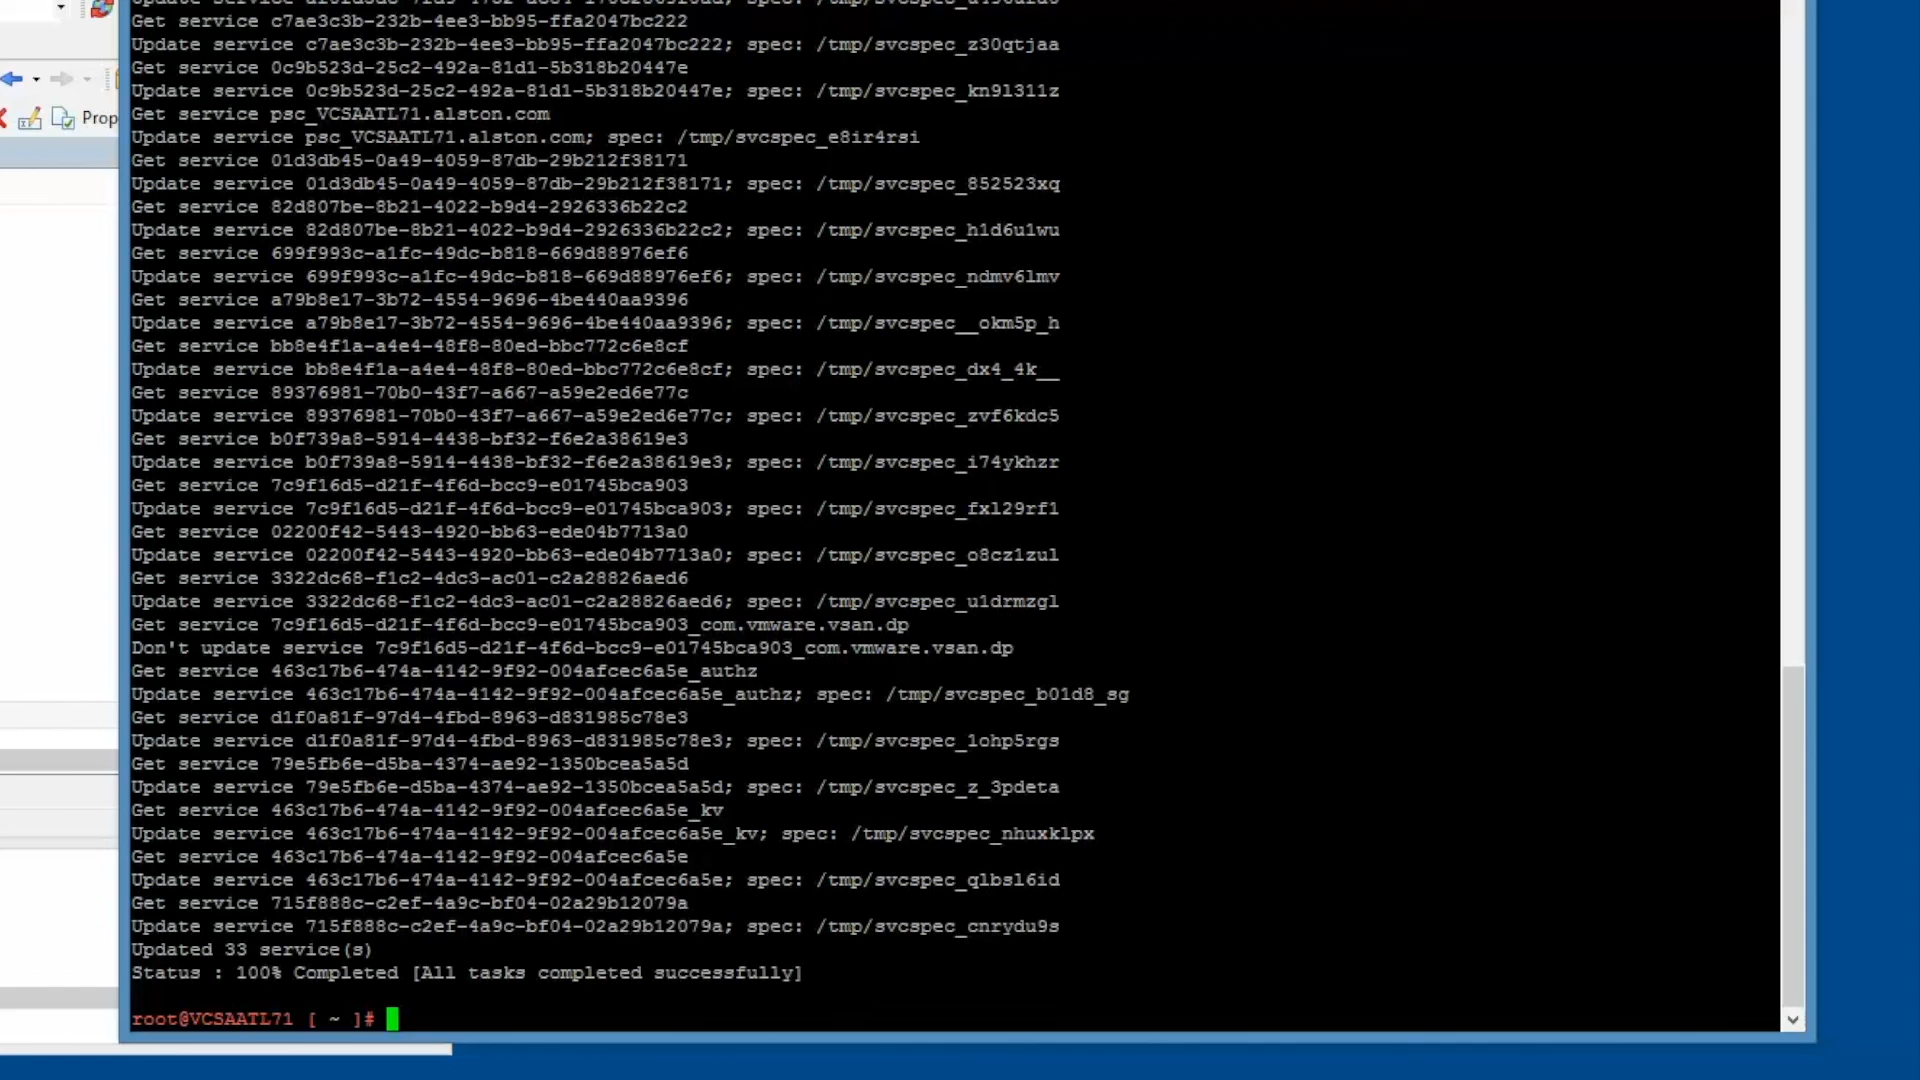 Get service c7ae3c3b-232b-4ee3-bb95-ffa2047bc222
Update service c7ae3c3b-232b-4ee3-bb95-ffa2047bc222; spec: /tmp/svcspec_z30qtjaa
Get service 0c9b523d-25c2-492a-81d1-5b318b20447e
Update service 0c9b523d-25c2-492a-81d1-5b318b20447e; spec: /tmp/svcspec_kn9l311z
Get service psc_VCSAATL71.alston.com
Prop
Update service psc_VCSAATL71.alston.com; spec: /tmp/svcspec_e8ir4rsi
Get service 01d3db45-0a49-4059-87db-29b212f38171
Update service 01d3db45-0a49-4059-87db-29b212f38171; spec: /tmp/svcspec_852523xq
Get service 82d807be-8b21-4022-b9d4-2926336b22c2
Update service 82d807be-8b21-4022-b9d4-2926336b22c2; spec: /tmp/svcspec_h1d6u1wu
Get service 699f993c-a1fc-49dc-b818-669d88976ef6
Update service 699f993c-a1fc-49dc-b818-669d88976ef6; spec: /tmp/svcspec_ndmv6lmv
Get service a79b8e17-3b72-4554-9696-4be440aa9396
Update service a79b8e17-3b72-4554-9696-4be440aa9396; spec: /tmp/svcspec__okm5p_h
Get service bb8e4f1a-a4e4-48f8-80ed-bbc772c6e8cf
Update service bb8e4f1a-a4e4-48f8-80ed-bbc772c6e8cf; spec: /tmp/svcspec_dx4_4k__
Get service 89376981-70b0-43f7-a667-a59e2ed6e77c
Update service 89376981-70b0-43f7-a667-a59e2ed6e77c; spec: /tmp/svcspec_zvf6kdc5
Get service b0f739a8-5914-4438-bf32-f6e2a38619e3
Update service b0f739a8-5914-4438-bf32-f6e2a38619e3; spec: /tmp/svcspec_i74ykhzr
Get service 7c9f16d5-d21f-4f6d-bcc9-e01745bca903
Update service 7c9f16d5-d21f-4f6d-bcc9-e01745bca903; spec: /tmp/svcspec_fxl29rf1
Get service 02200f42-5443-4920-bb63-ede04b7713a0
Update service 02200f42-5443-4920-bb63-ede04b7713a0; spec: /tmp/svcspec_o8cz1zul
Get service 3322dc68-f1c2-4dc3-ac01-c2a28826aed6
Update service 3322dc68-f1c2-4dc3-ac01-c2a28826aed6; spec: /tmp/svcspec_u1drmzgl
Get service 7c9f16d5-d21f-4f6d-bcc9-e01745bca903_com.vmware.vsan.dp
Don't update service 7c9f16d5-d21f-4f6d-bcc9-e01745bca903_com.vmware.vsan.dp
Get service 463c17b6-474a-4142-9f92-004afcec6a5e_authz
Update service 463c17b6-474a-4142-9f92-004afcec6a5e_authz; spec: /tmp/svcspec_b01d8_sg
Get service d1f0a81f-97d4-4fbd-8963-d831985c78e3
Update service d1f0a81f-97d4-4fbd-8963-d831985c78e3; spec: /tmp/svcspec_1ohp5rgs
Get service 79e5fb6e-d5ba-4374-ae92-1350bcea5a5d
Update service 79e5fb6e-d5ba-4374-ae92-1350bcea5a5d; spec: /tmp/svcspec_z_3pdeta
Get service 463c17b6-474a-4142-9f92-004afcec6a5e_kv
Update service 463c17b6-474a-4142-9f92-004afcec6a5e_kv; spec: /tmp/svcspec_nhuxklpx
Get service 463c17b6-474a-4142-9f92-004afcec6a5e
Update service 463c17b6-474a-4142-9f92-004afcec6a5e; spec: /tmp/svcspec_qlbsl6id
Get service 715f888c-c2ef-4a9c-bf04-02a29b12079a
Update service 715f888c-c2ef-4a9c-bf04-02a29b12079a; spec: /tmp/svcspec_cnrydu9s
Updated 33 service(s)
Status : 100% Completed [All tasks completed successfully]
root@VCSAATL71 [ ~ ]#